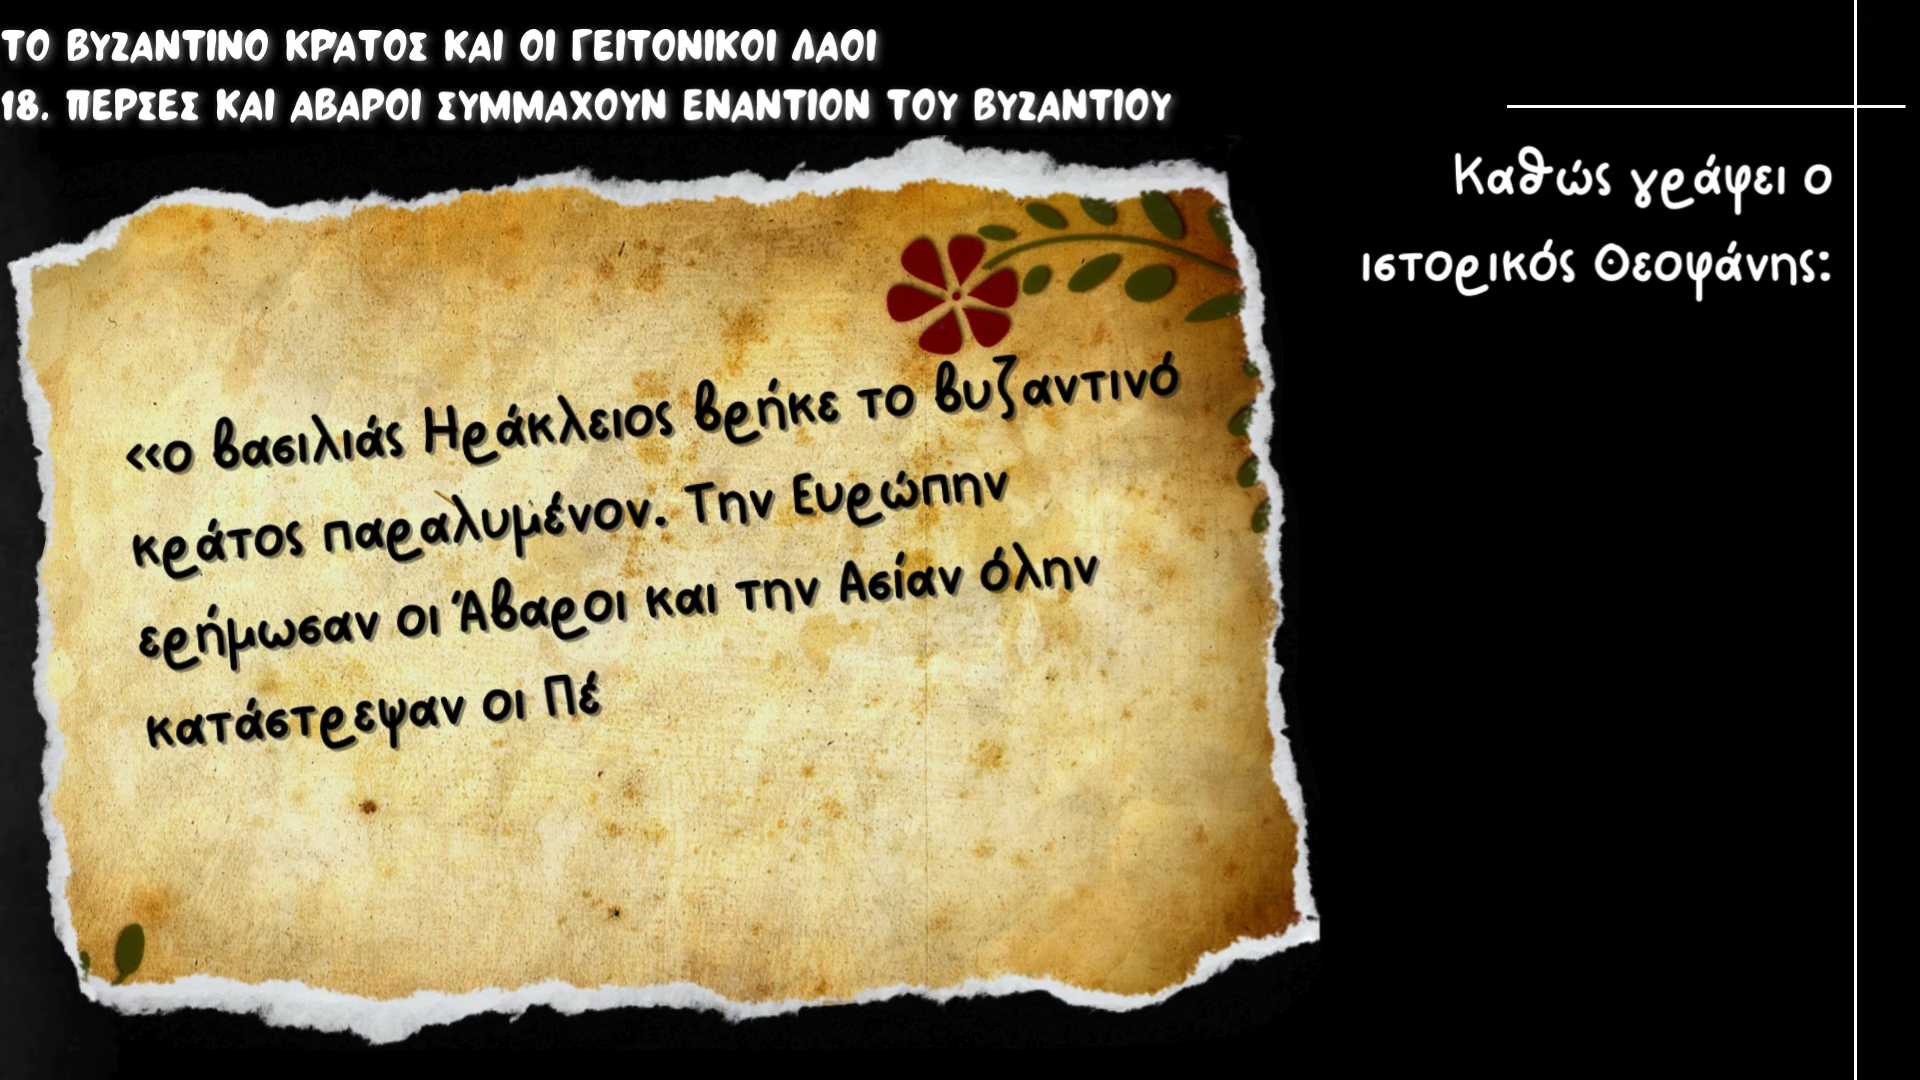 ΤΟ ΒΥΖΑΝΤΙΝΟ ΚΡΑΤΟΣ ΚΑΙ ΟΙ ΓΕΙΤΟΝΙΚΟΙ ΛΑΟΙ
18. ΠΕΡΣΕΣ ΚΑΙ ΑΒΑΡΟΙ ΣΥΜΜΑΧΟΥΝ ΕΝΑΝΤΙΟΝ ΤΟΥ ΒΥΖΑΝΤΙΟΥ
Καθώς γράφει ο
ιστορικός Θεοφάνης:
«ο βασιλιάς Ηράκλειος βρήκε το βυζαντινό
κράτος παραλυμένον. Την Ευρώπην
ερήμωσαν οι Άβαροι και την Ασίαν όλην
κατάστρεψαν οι Πέ